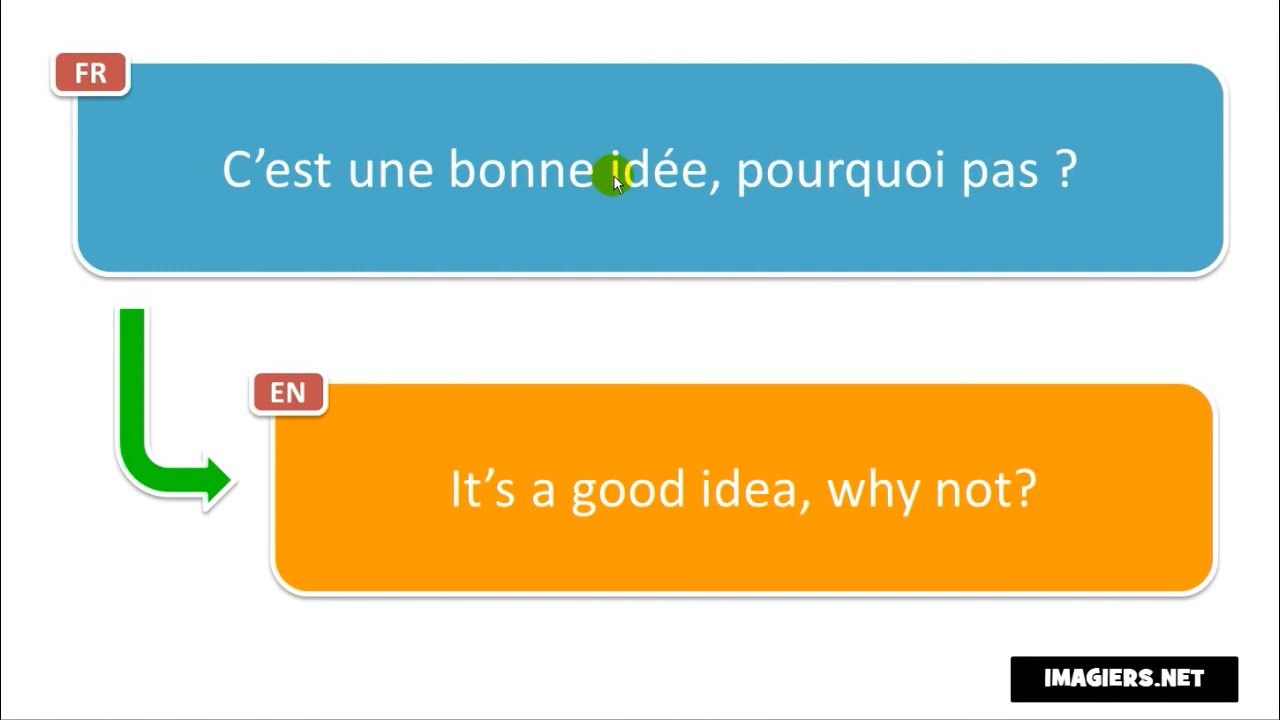 FR
C’est une bonne idée, pourquoi pas ?
EN
It’s a good idea, why not?
IMAGIERS.NET